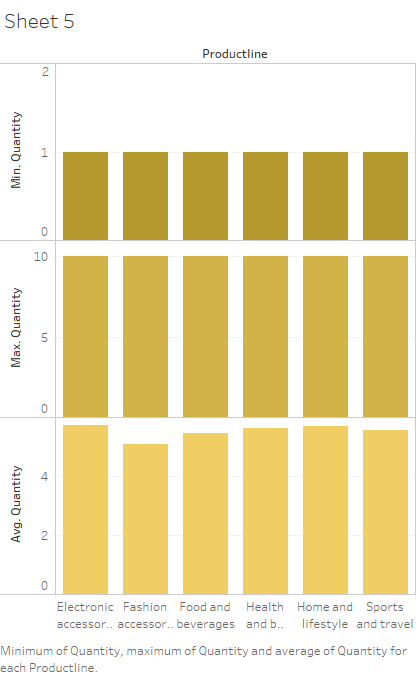 Sheet 5
Productline
2
Min. Quantity
1
0
10
Max. Quantity
5
0
4
Avg. Quantity
2
0
Electronic accessor..
Fashion accessor..
Food and beverages
Health and b..
Home and lifestyle
Sports and travel
Minimum of Quantity, maximum of Quantity and average of Quantity for
each Productline.